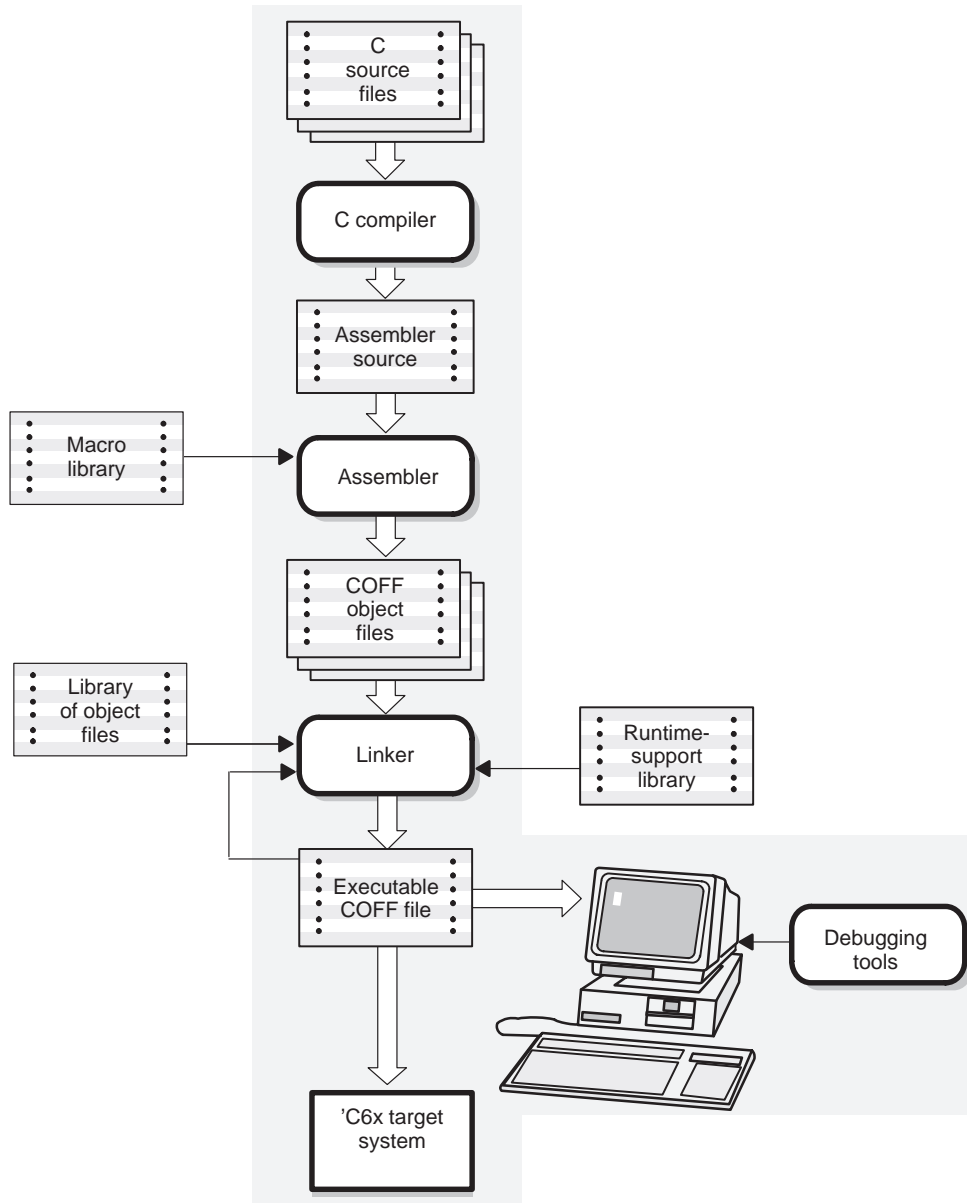 C
source
files
C compiler
Assembler
source
Macro
library
Assembler
COFF
object
files
Library
of object
files
Linker
Runtime-
support
library
Executable
COFF file
Debugging
tools
’C6x target
system